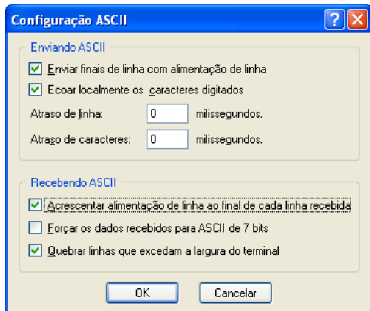 Configuração ASCII
Enviando ASCII
Enviar finais de linha com alimentação de linha
Ecoar localmente os caracteres digitados
Atraso de linha: 0 milissegundos.
Atraso de caracteres: 0 milissegundos.
Recebendo ASCII
Acrescentar alimentação de linha ao final de cada linha recebida
Forçar os dados recebidos para ASCII de 7 bits
Quebrar linhas que excedam a largura do terminal
OK Cancelar